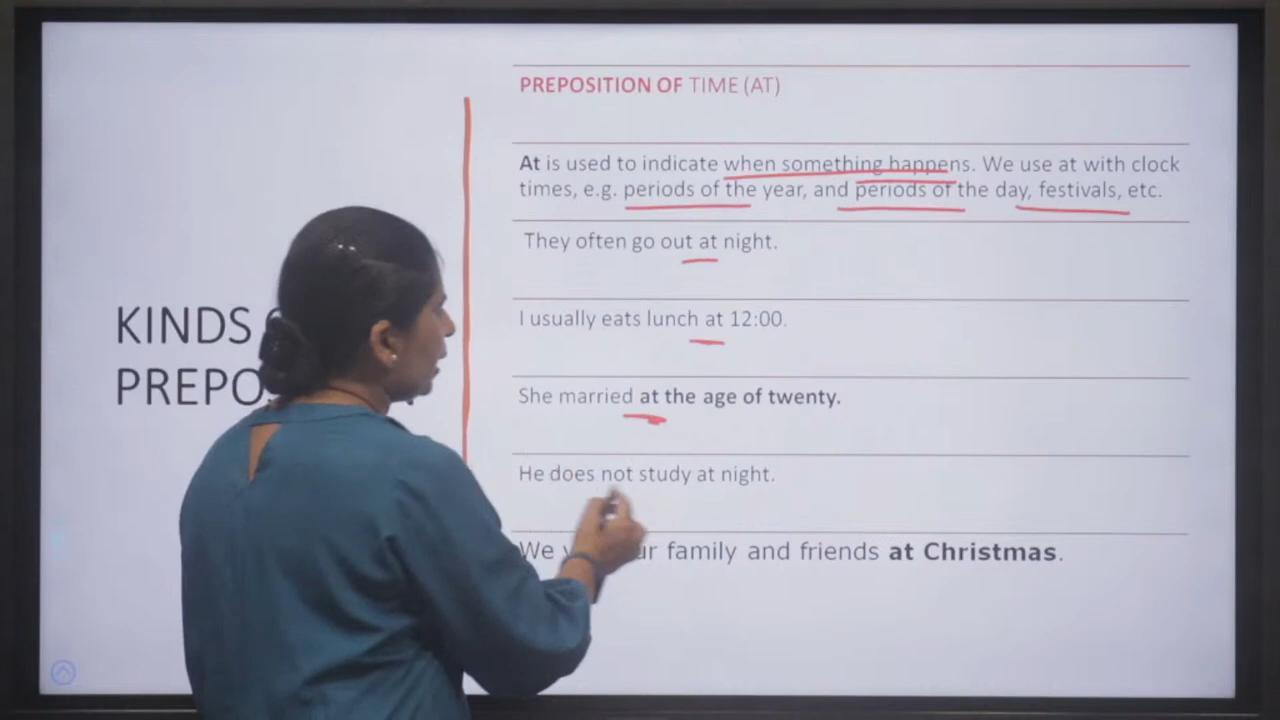 PREPOSITION OF TIME (AT)
At is used to indicate when something happens. We use at with clock
times, e.g. periods of the year, and periods of the day, festivals, etc.
They often go out at night.
I usually eats lunch at 12:00.
She married at the age of twenty.
He does not study at night.
We family and friends at Christmas.
KINDS